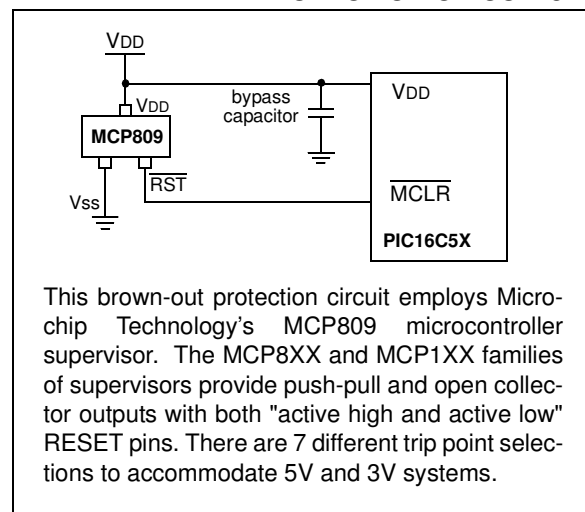 VDD
VDD
bypass
capacitor
VDD
MCP809
RST
Vss
MCLR
PIC16C5X
This brown-out protection circuit employs Micro-
chip Technology's MCP809 microcontroller
supervisor. The MCP8XX and MCP1XX families
of supervisors provide push-pull and open collec-
tor outputs with both "active high and active low"
RESET pins. There are 7 different trip point selec-
tions to accommodate 5V and 3V systems.